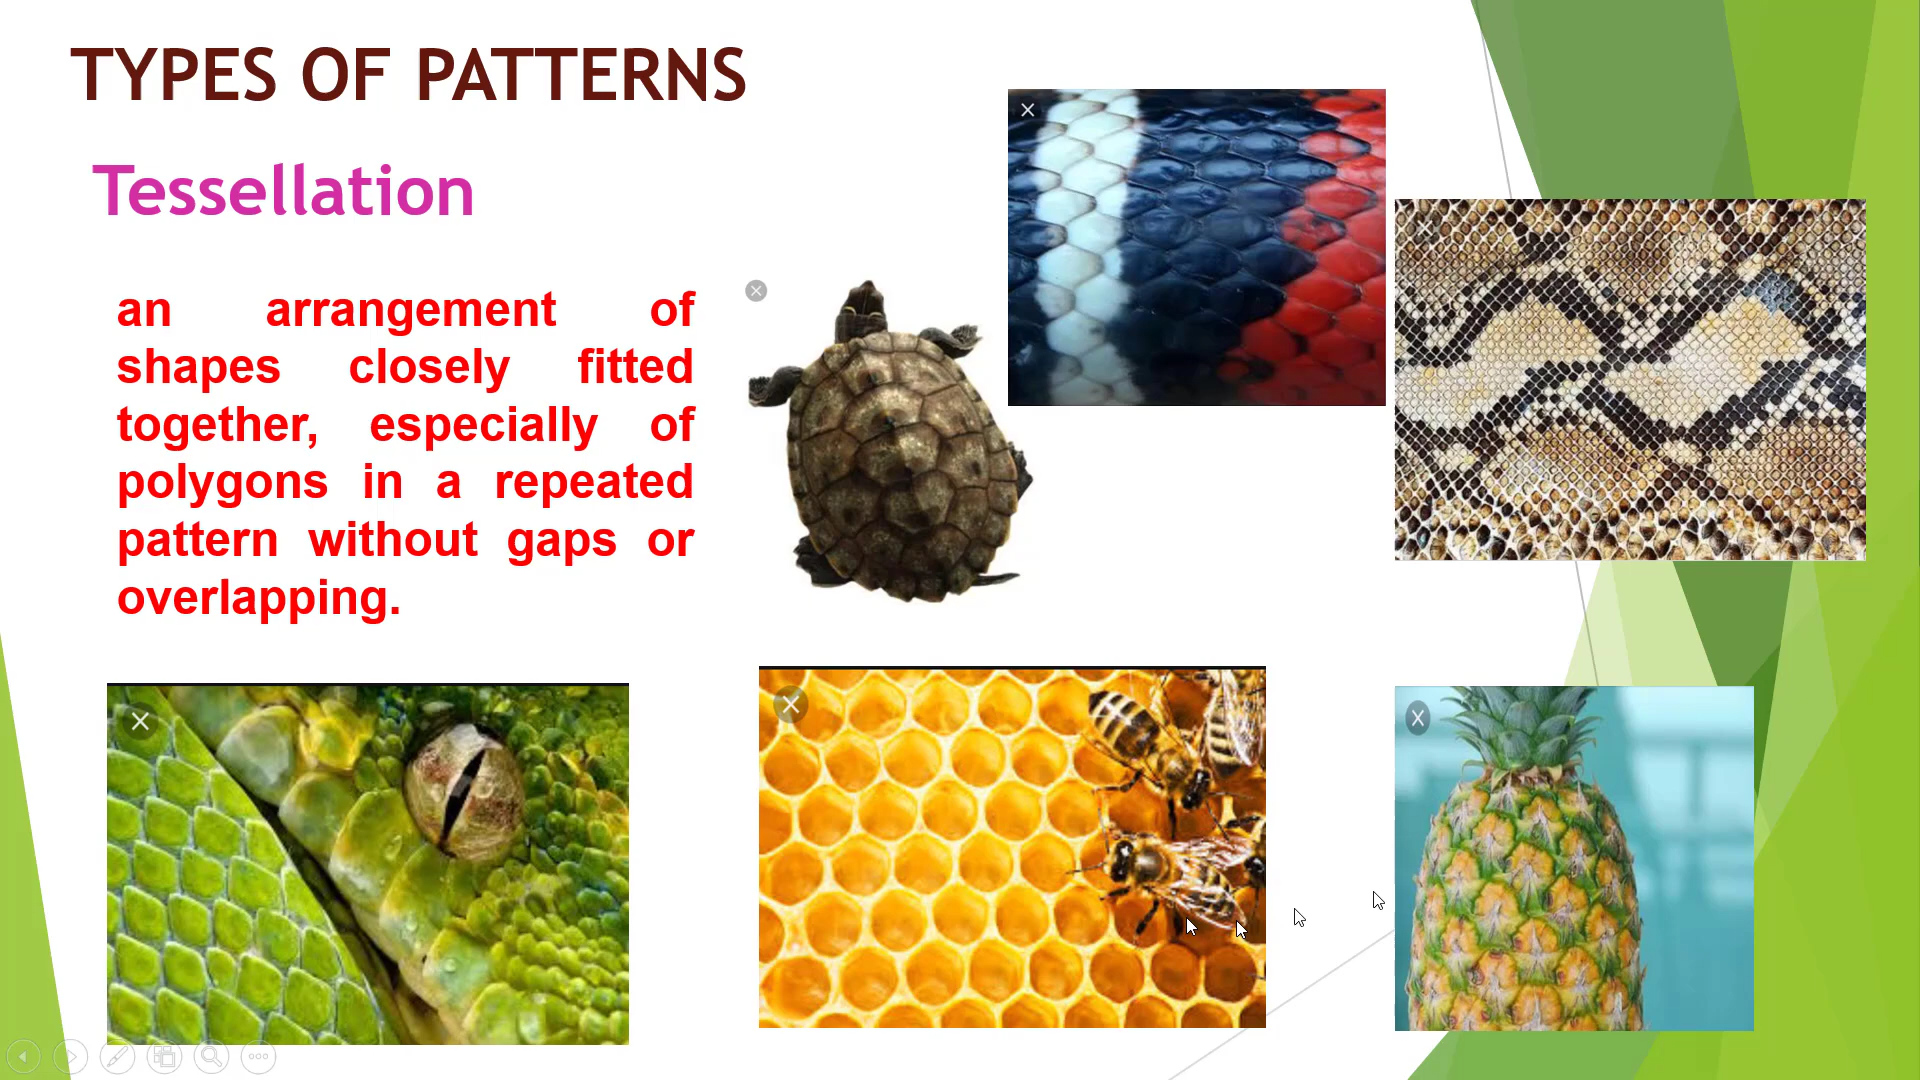 TYPES OF PATTERNS
Tessellation
an arrangement of
shapes closely fitted
together, especially of
polygons in a repeated
pattern without gaps or
overlapping.